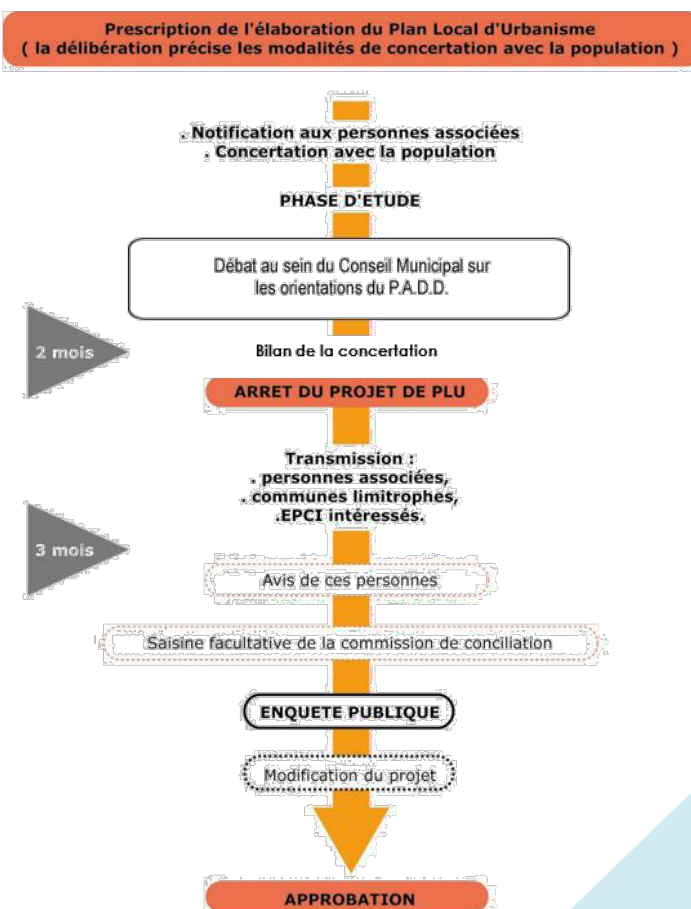 Prescription de l'élaboration du Plan Local d'Urbanisme
( la délibération précise les modalités de concertation avec la population )
. Notification aux personnes associées
. Concertation avec la population
PHASE D'ETUDE
Débat au sein du Conseil Municipal sur
les orientations du P.A.D.D.
2 mois
Bilan de la concertation
ARRET DU PROJET DE PLU
Transmission :
. personnes associées,
. communes limitrophes,
.EPCI intéressés.
3 mois
Avis de ces personnes
Saisine facultative de la commission de conciliation
ENQUETE PUBLIQUE
Modification du projet
APPROBATION